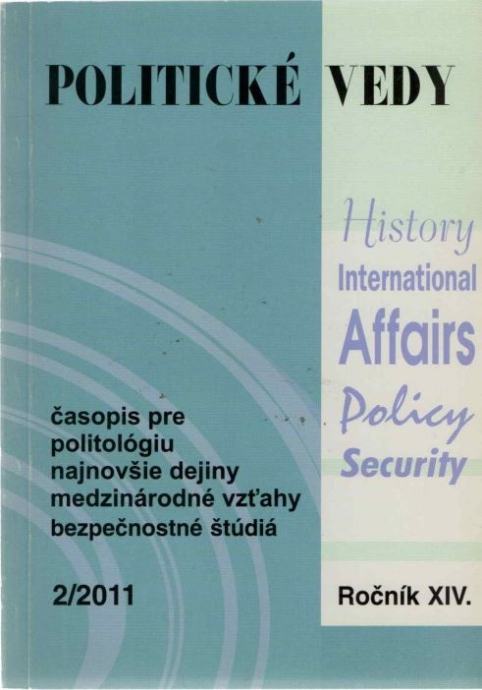 POLITICKÉ VEDY
History
International
Affairs
Policy
Security
časopis pre
politológiu
najnovšie dejiny
medzinárodné vzťahy
bezpečnostné štúdiá
2/2011
Ročník XIV.